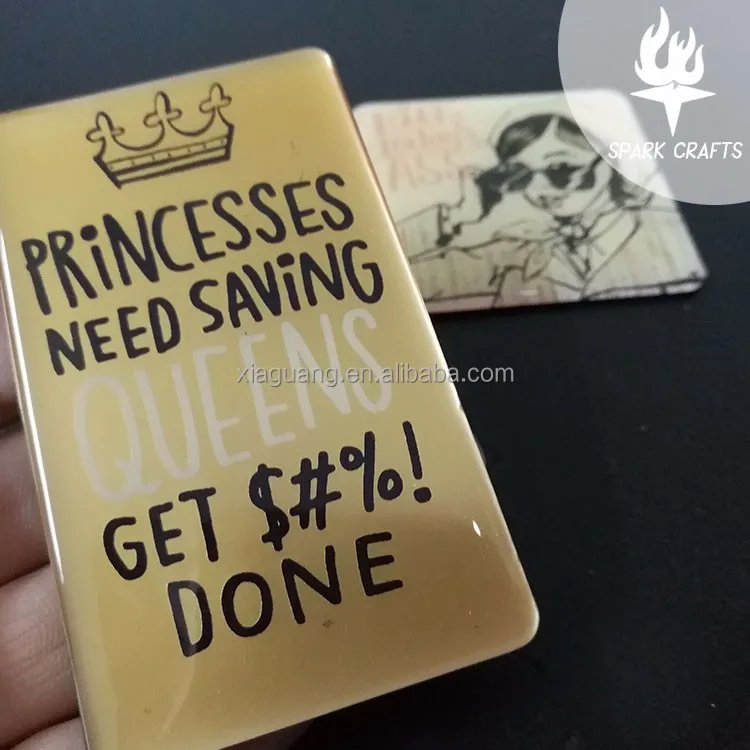 SPARK CRAFTS
PRiNCESSES
NEED SAViNG
QUEENS
GET $#%!
DONE
xiaguang.en.alibaba.com